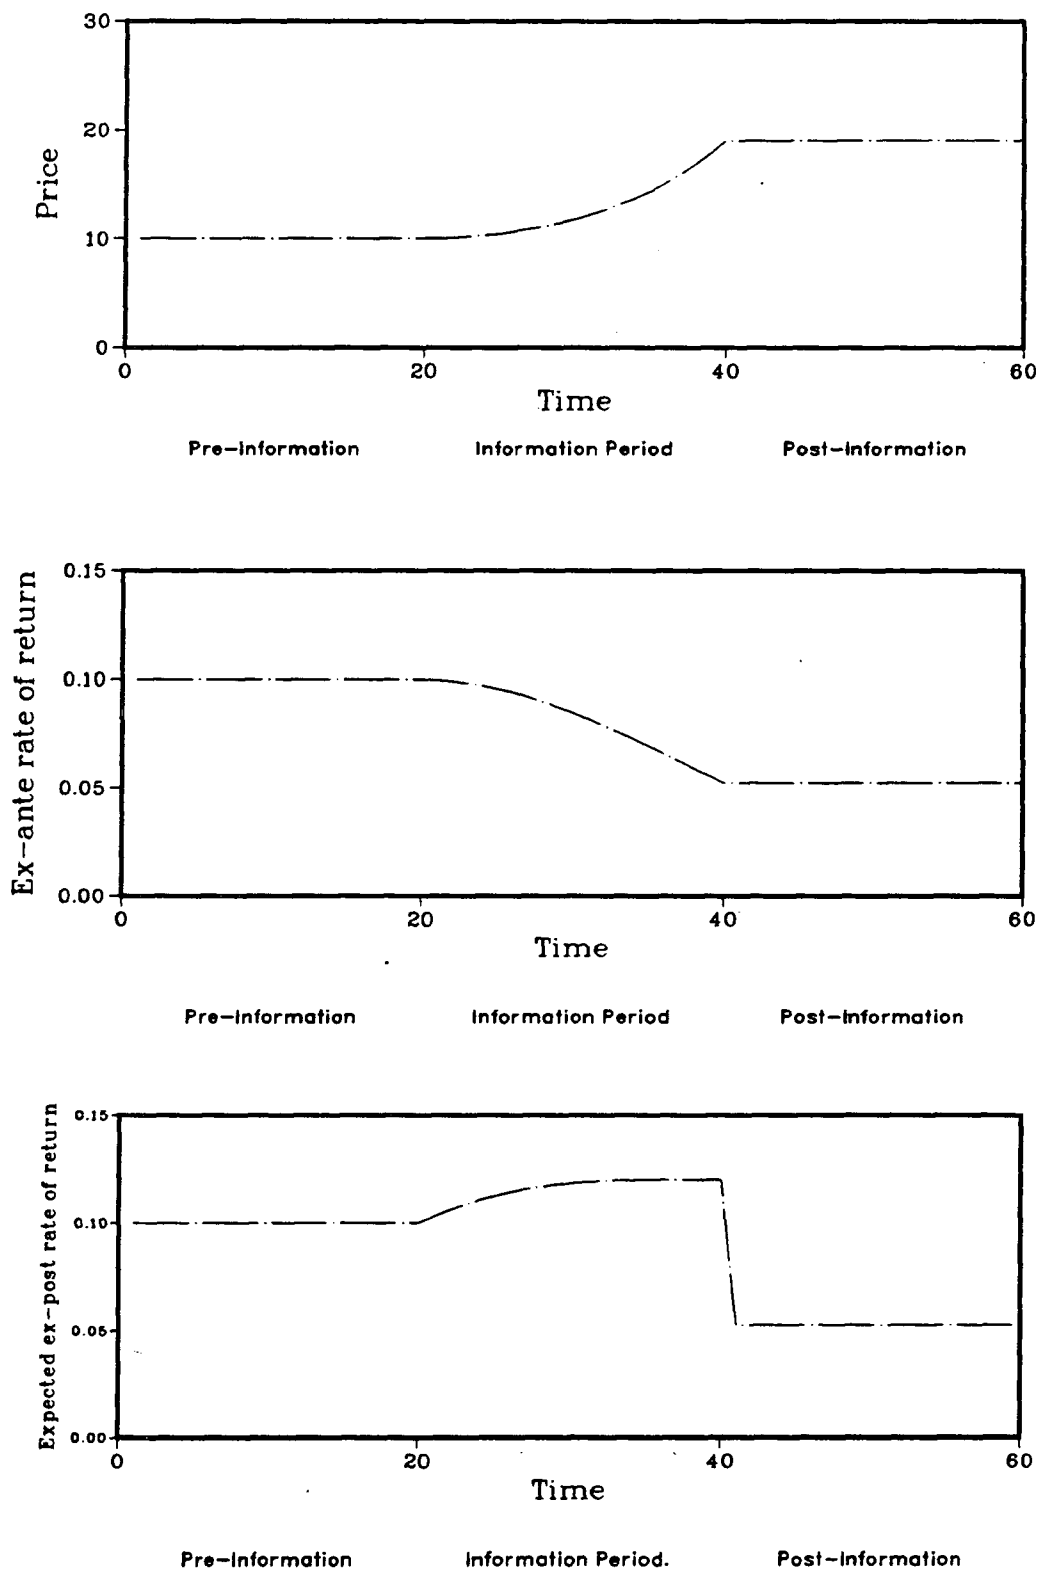 30
20
10
0
Price
0 20 40 60
Time
Pre-Information Information Period Post-Information
0.15
0.10
0.05
0.00
Ex-ante rate of return
0 20 40 60
Time
Pre-Information Information Period Post-Information
0.15
0.10
0.05
0.00
Expected ex-post rate of return
0 20 40 60
Time
Pre-Information Information Period. Post-Information